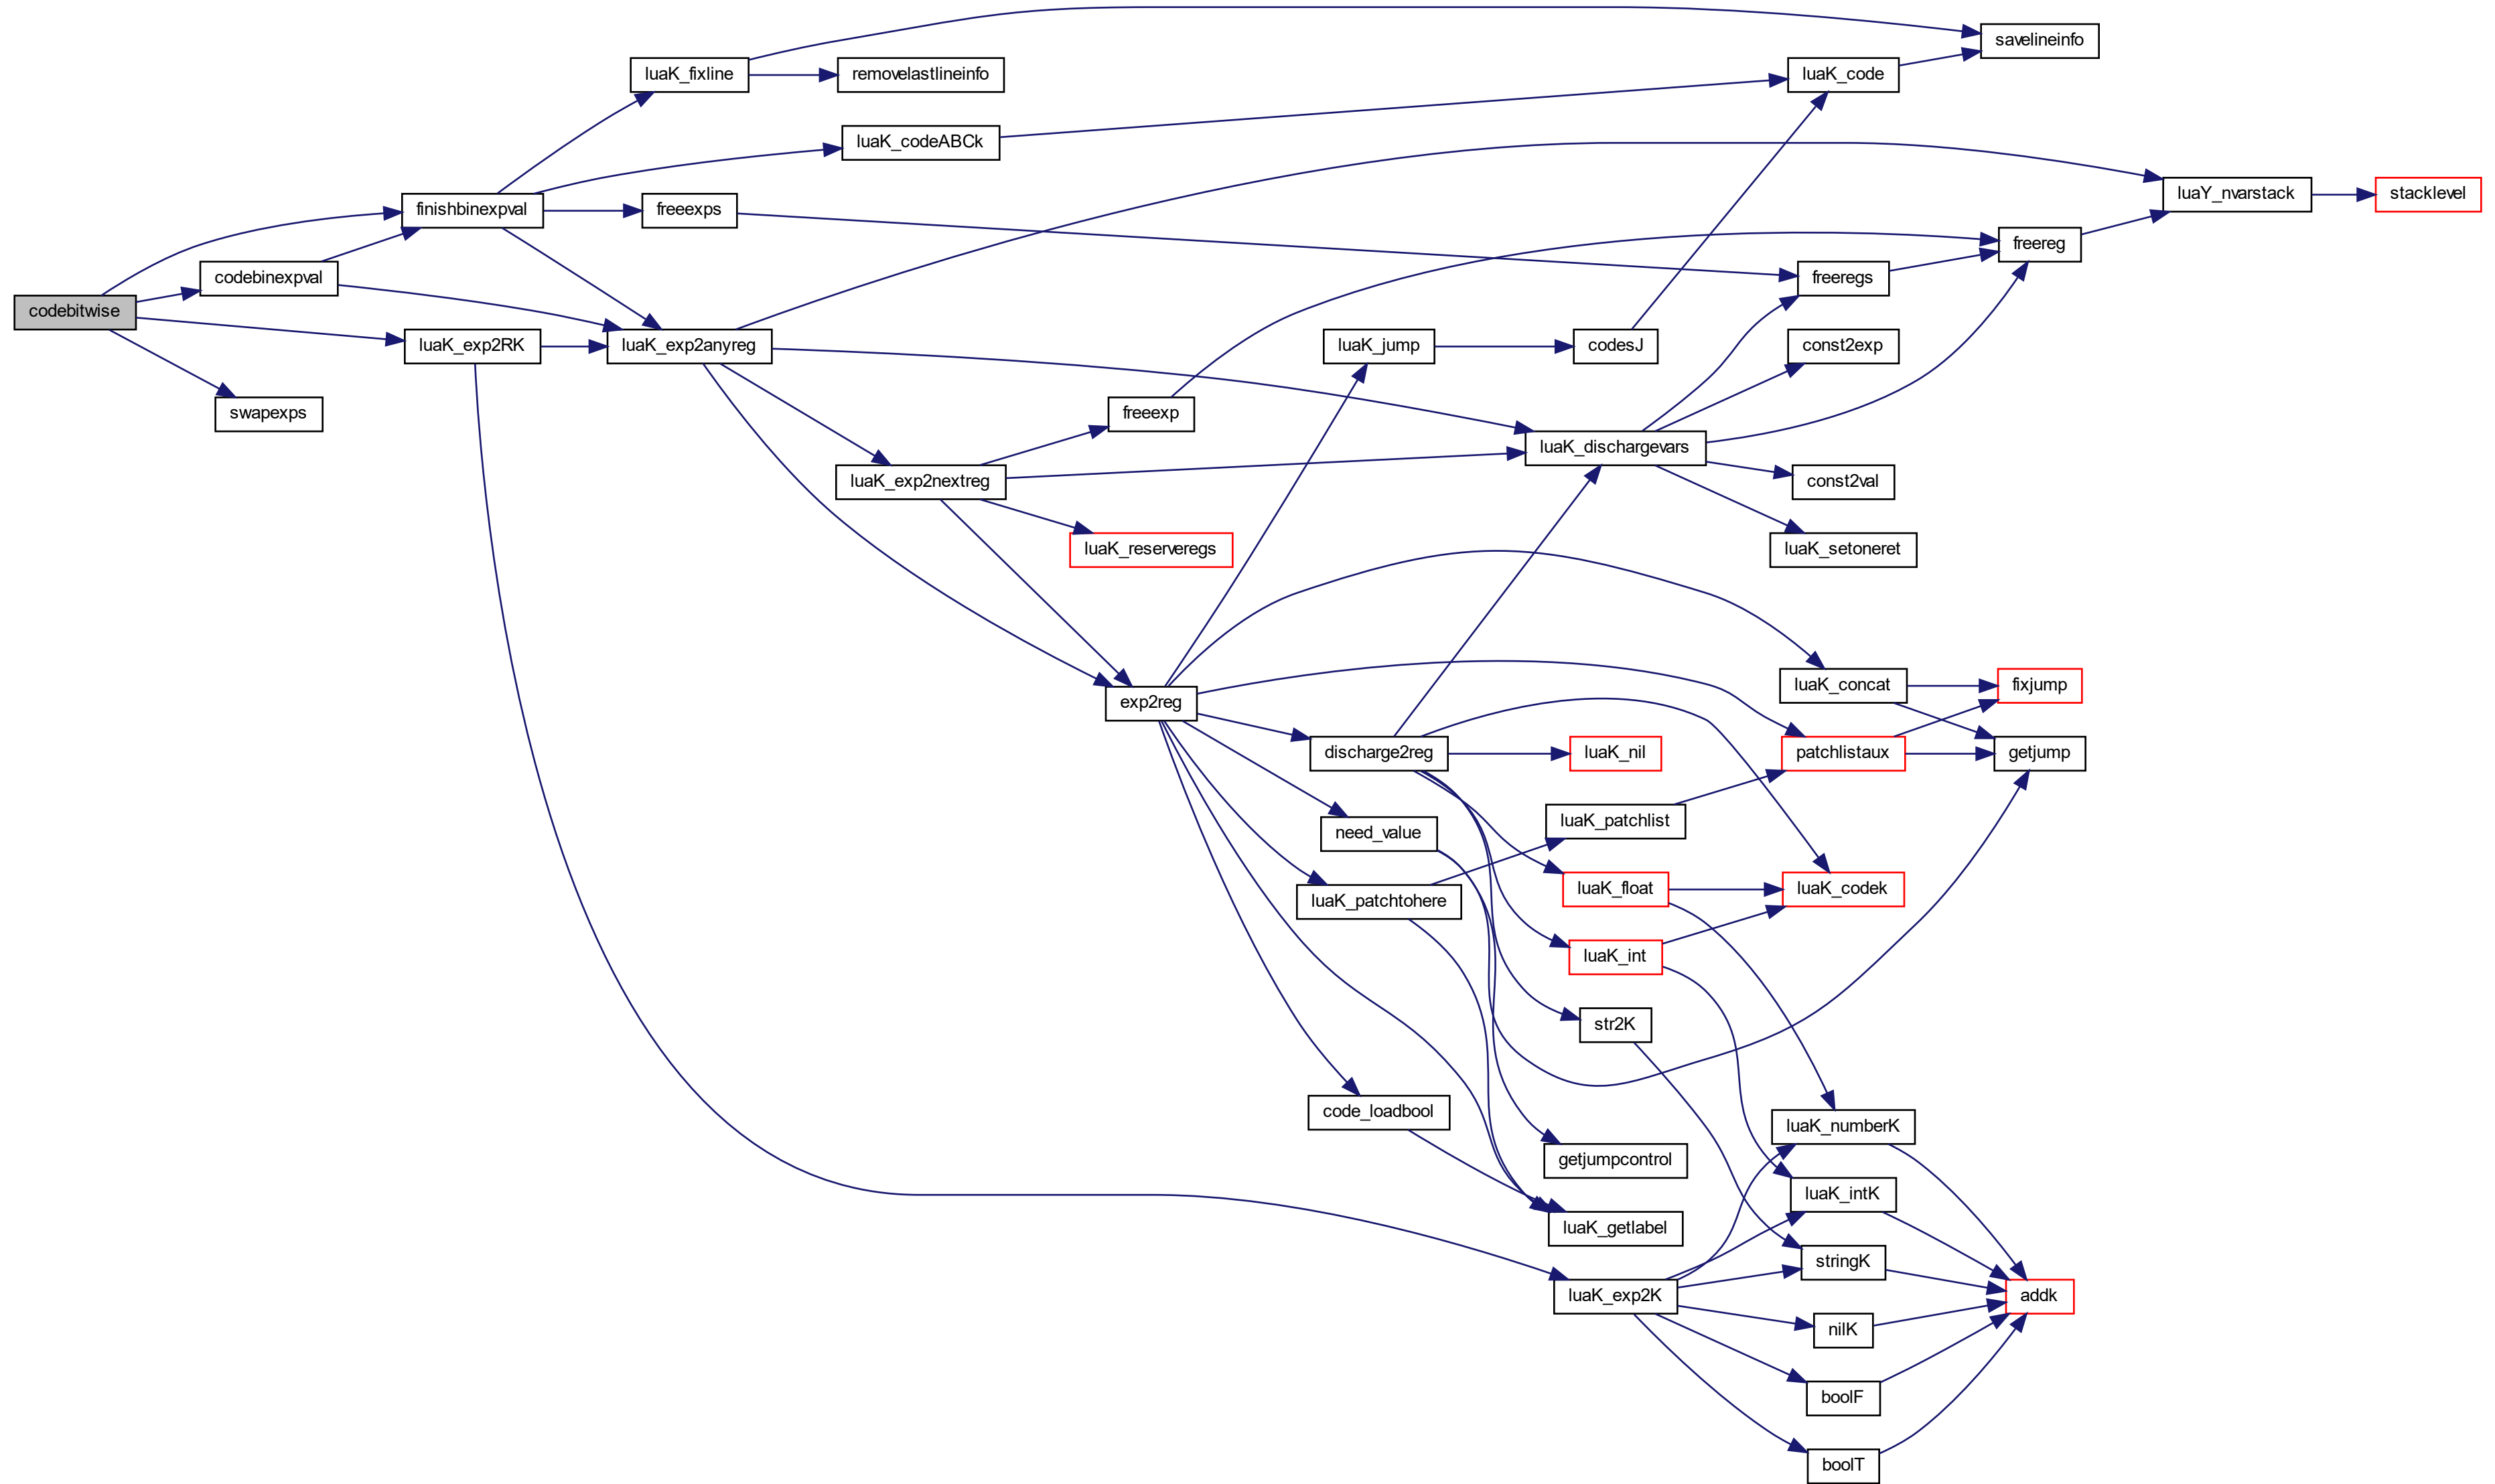 savelineinfo
luaK_fixline
removelastlineinfo
luaK_code
luaK_codeABCk
finishbinexpval
freeexps
luaY_nvarstack
stacklevel
freereg
codebinexpval
freeregs
codebitwise
luaK_exp2RK
luaK_exp2anyreg
luaK_jump
codesJ
const2exp
swapexps
freeexp
luaK_dischargevars
luaK_exp2nextreg
const2val
luaK_reserveregs
luaK_setoneret
luaK_concat
fixjump
exp2reg
discharge2reg
luaK_nil
patchlistaux
getjump
need_value
luaK_patchlist
luaK_patchtohere
luaK_float
luaK_codek
luaK_int
str2K
code_loadbool
luaK_numberK
getjumpcontrol
luaK_intK
luaK_getlabel
stringK
luaK_exp2K
addk
nilK
boolF
boolT